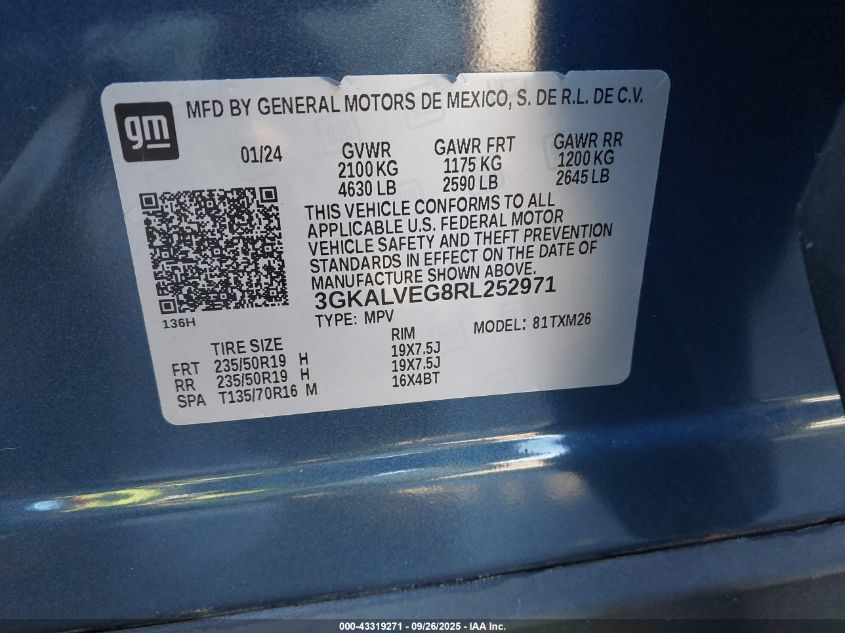 gm
MFD BY GENERAL MOTORS DE MEXICO, S. DE R.L. DE C.V.
01/24 GVWR GAWR FRT GAWR RR
2100 KG 1175 KG 1200 KG
4630 LB 2590 LB 2645 LB
THIS VEHICLE CONFORMS TO ALL
APPLICABLE U.S. FEDERAL MOTOR
VEHICLE SAFETY AND THEFT PREVENTION
STANDARDS IN EFFECT ON THE DATE OF
MANUFACTURE SHOWN ABOVE.
3GKALVEG8RL252971
136H
TYPE: MPV MODEL: 81TXM26
TIRE SIZE RIM
FRT 235/50R19 H 19X7.5J
RR 235/50R19 H 19X7.5J
SPA T135/70R16 M 16X4BT
000-43319271 - 09/26/2025 - IAA Inc.